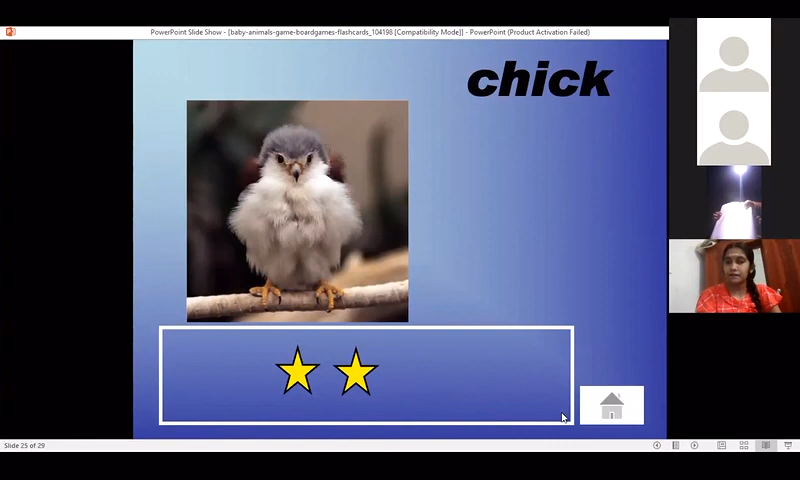 PowerPoint Slide Show - [baby-animals-game-boardgames-flashcards_104198 [Compatibility Mode]] - PowerPoint (Product Activation Failed)
chick
Slide 25 of 29